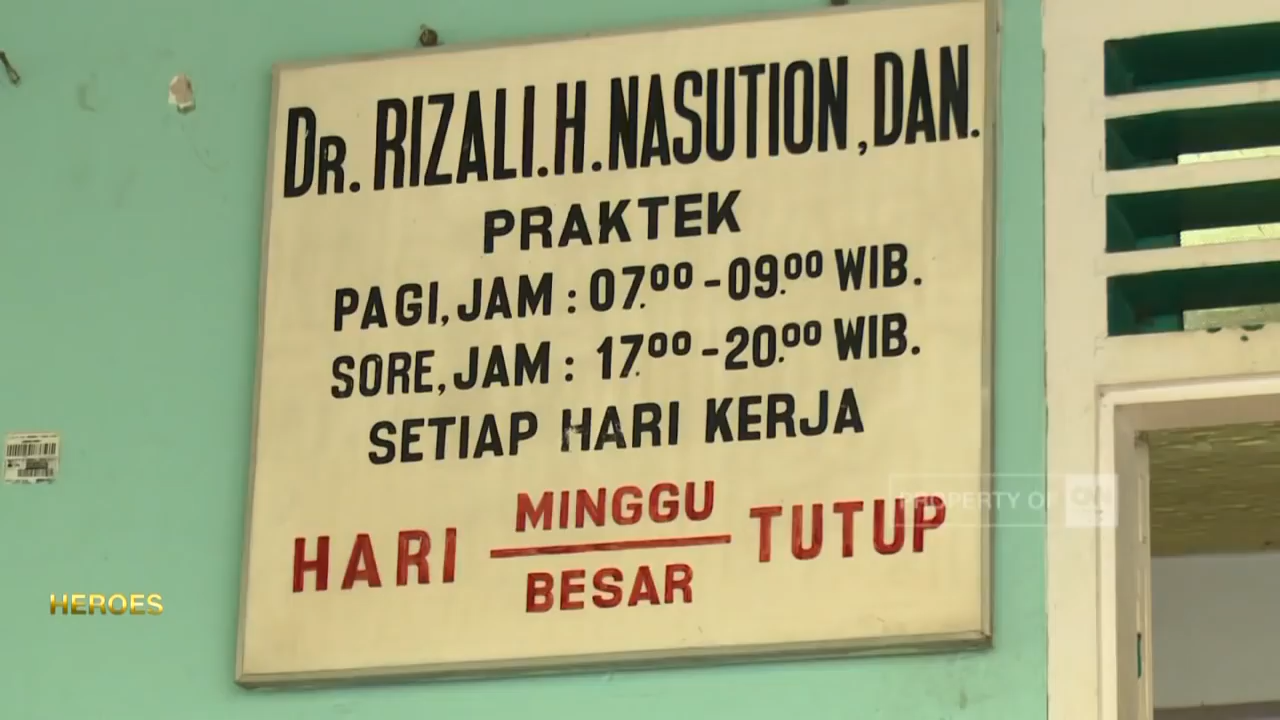 DR. RIZALI.H.NASUTION,DAN.
PRAKTEK
PAGI, JAM : 07.00 - 09.00 WIB.
SORE, JAM : 17.00 - 20.00 WIB.
SETIAP HARI KERJA
HARI MINGGU TUTUP
BESAR
PROPERTY OF
HEROES